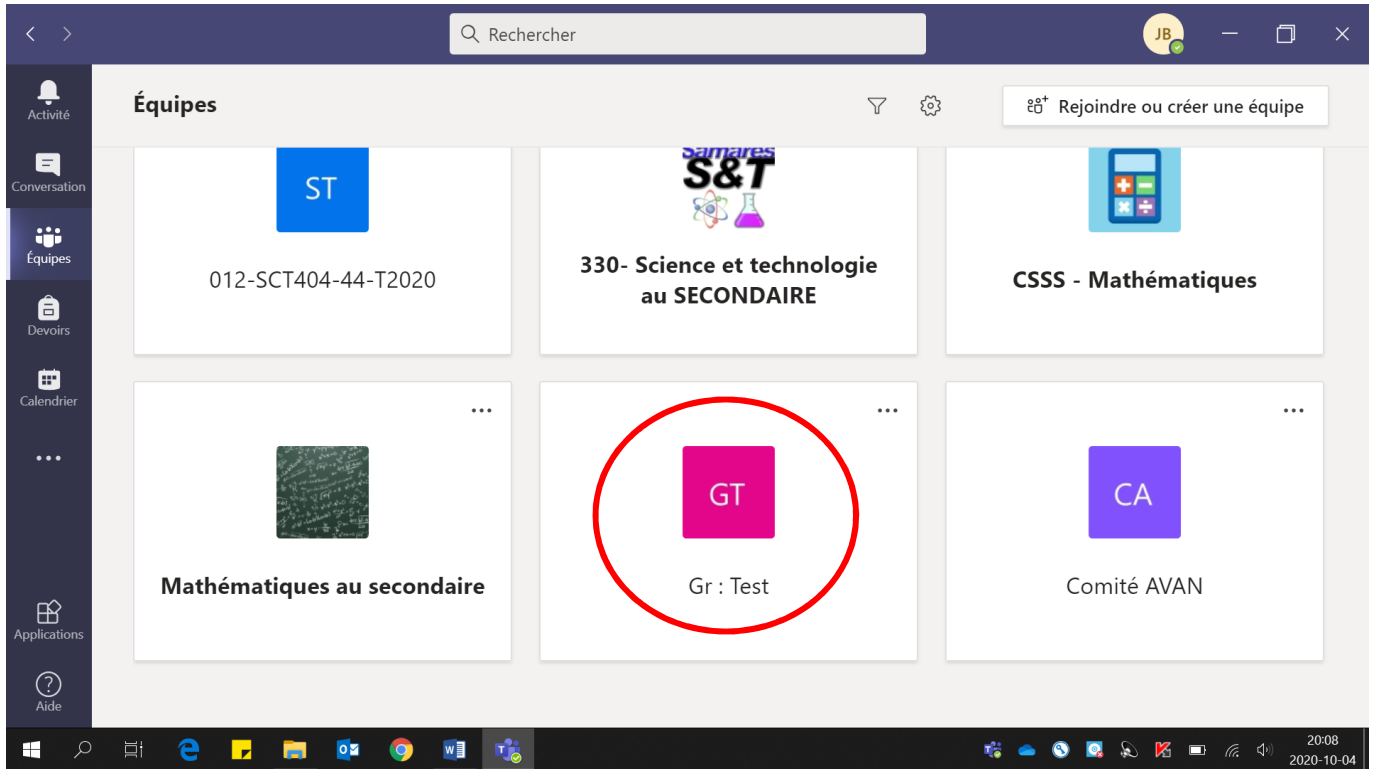 Rechercher
JB
Activité
Conversation
Équipes
Devoirs
Calendrier
Applications
Aide
Équipes
Rejoindre ou créer une équipe
ST
012-SCT404-44-T2020
Samares
S&T
330- Science et technologie
au SECONDAIRE
CSSS - Mathématiques
Mathématiques au secondaire
GT
Gr : Test
CA
Comité AVAN
20:08
2020-10-04